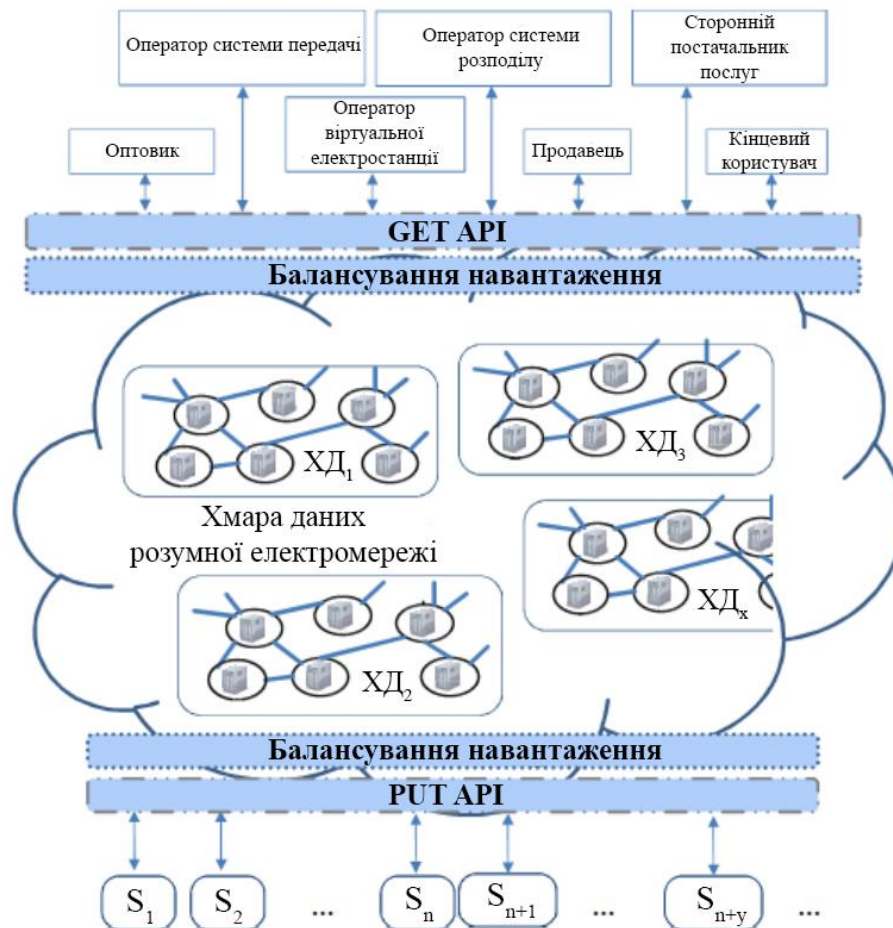 Оператор системи передачі
Оператор системи
розподілу
Сторонній
постачальник
послуг
Оптовик
Оператор
віртуальної
електростанції
Продавець
Кінцевий
користувач
GET API
Балансування навантаження
ХД1
ХД3
Хмара даних
розумної електромережі
ХДx
ХД2
Балансування навантаження
PUT API
S1
S2
...
Sn
Sn+1
...
Sn+y
...